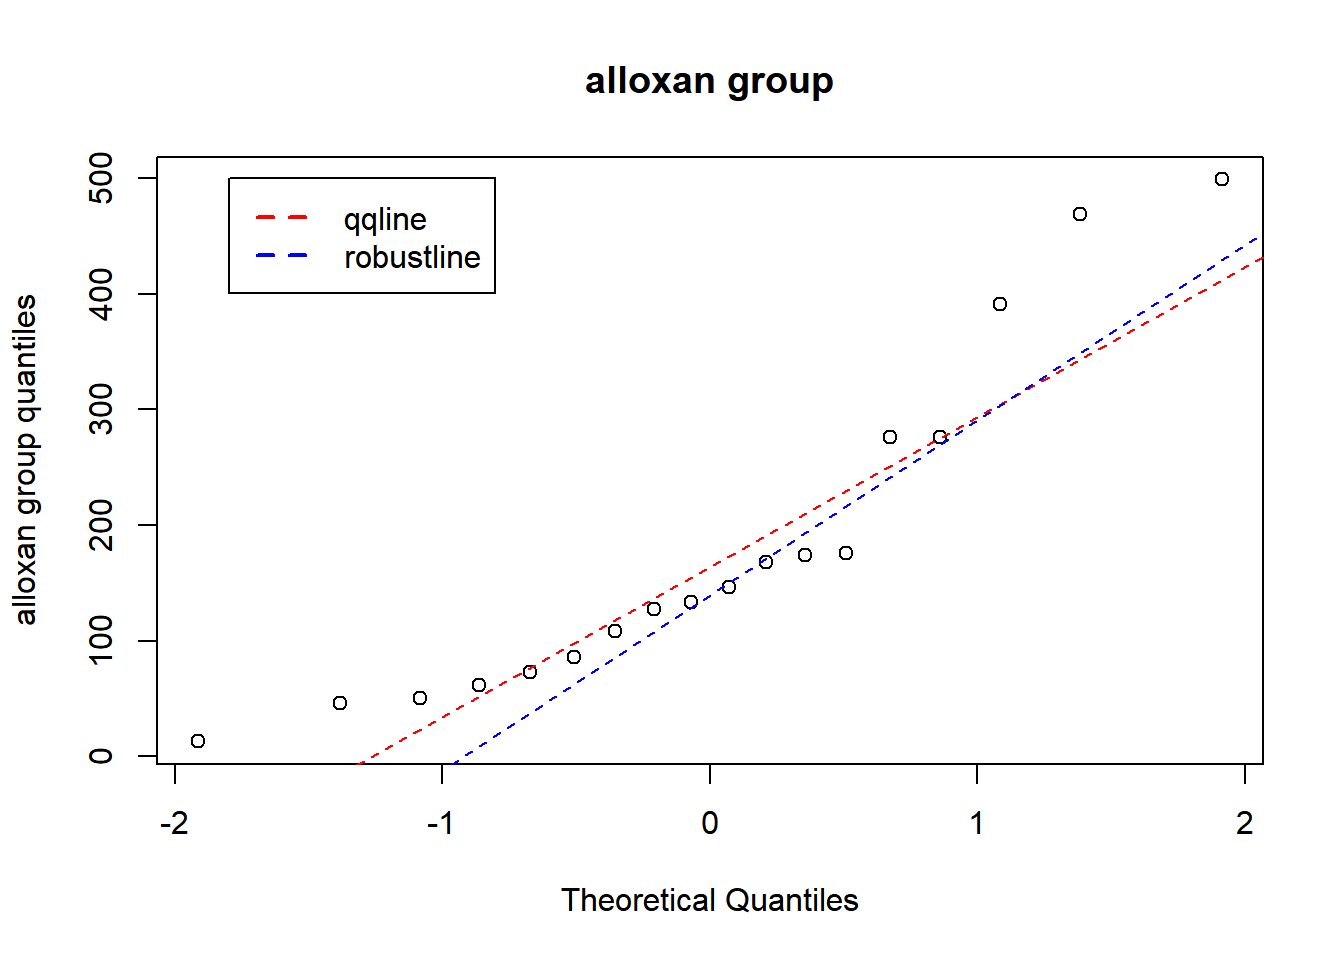 alloxan group
alloxan group quantiles
500
400
300
200
100
0
qqline
robustline
-2 -1 0 1 2
Theoretical Quantiles